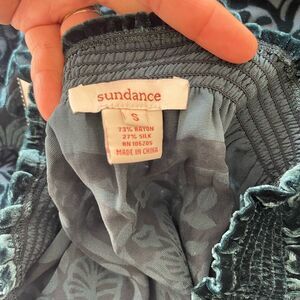 sundance
S
73% RAYON
27% SILK
RN 106205
MADE IN CHINA